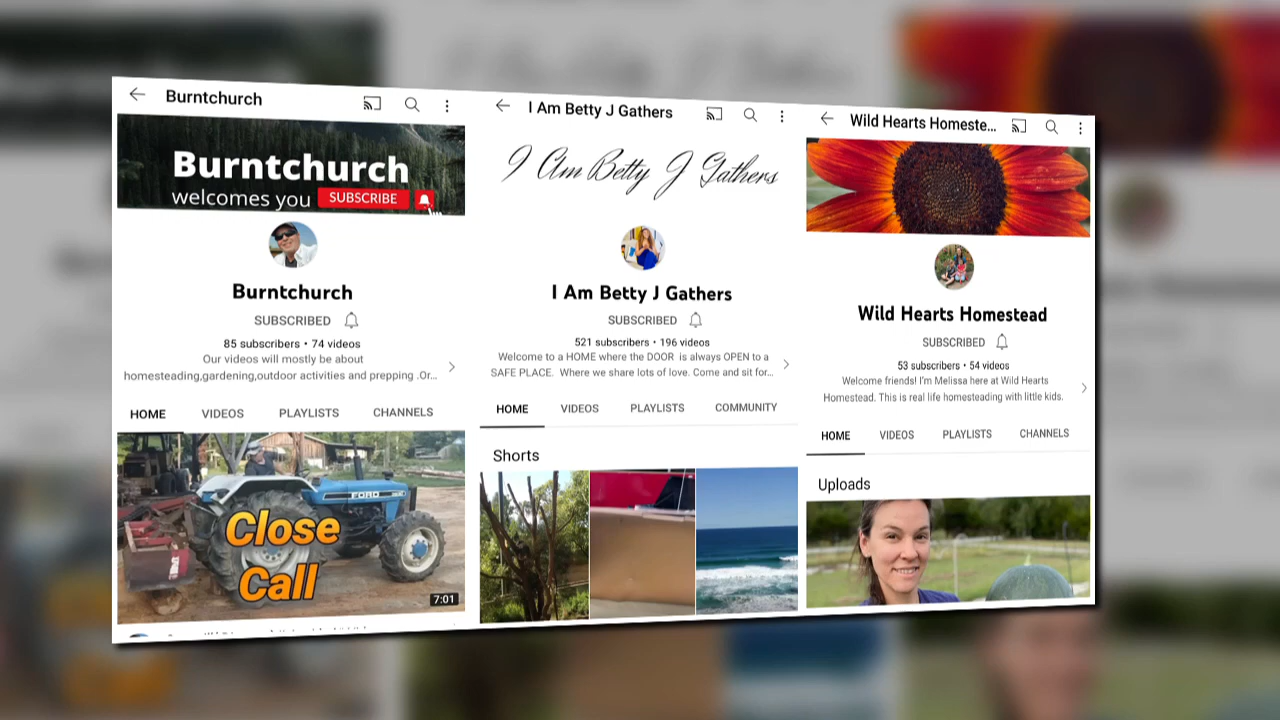 Burntchurch
Burntchurch
welcomes you SUBSCRIBE
Burntchurch
SUBSCRIBED
85 subscribers • 74 videos
Our videos will mostly be about
homesteading,gardening,outdoor activities and prepping .Or...
HOME VIDEOS PLAYLISTS CHANNELS
FORD
Close
Call
7:01
I Am Betty J Gathers
I Am Betty J Gathers
I Am Betty J Gathers
SUBSCRIBED
521 subscribers • 196 videos
Welcome to a HOME where the DOOR is always OPEN to a
SAFE PLACE. Where we share lots of love. Come and sit for...
HOME VIDEOS PLAYLISTS COMMUNITY
Shorts
Wild Hearts Homeste...
Wild Hearts Homestead
SUBSCRIBED
53 subscribers • 54 videos
Welcome friends! I'm Melissa here at Wild Hearts
Homestead. This is real life homesteading with little kids.
HOME VIDEOS PLAYLISTS CHANNELS
Uploads